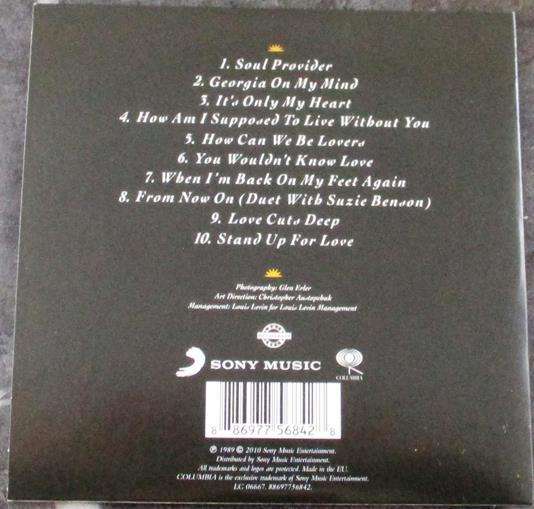 1. Soul Provider
2. Georgia On My Mind
3. It's Only My Heart
4. How Am I Supposed To Live Without You
5. How Can We Be Lovers
6. You Wouldn't Know Love
7. When I'm Back On My Feet Again
8. From Now On (Duet With Suzie Benson)
9. Love Cuts Deep
10. Stand Up For Love
Photography: Glen Erler
Art Direction: Christopher Austopchuk
Management: Louis Levin for Louis Levin Management
SONY MUSIC
COLUMBIA
8 86977 56842 8
℗ 1989 © 2010 Sony Music Entertainment.
Distributed by Sony Music Entertainment.
All trademarks and logos are protected. Made in the EU.
COLUMBIA is the exclusive trademark of Sony Music Entertainment.
LC 06667. 88697756842.